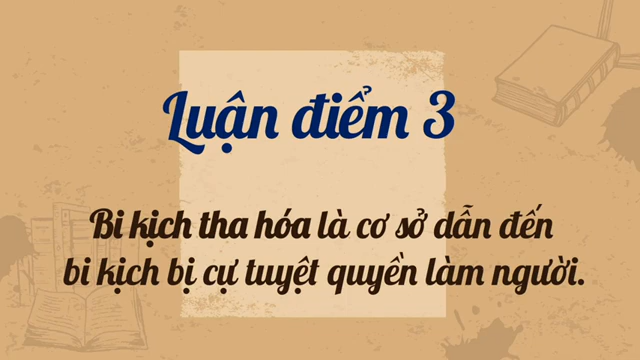 Luận điểm 3
Bi kịch tha hóa là cơ sở dẫn đến
bi kịch bị cự tuyệt quyền làm người.